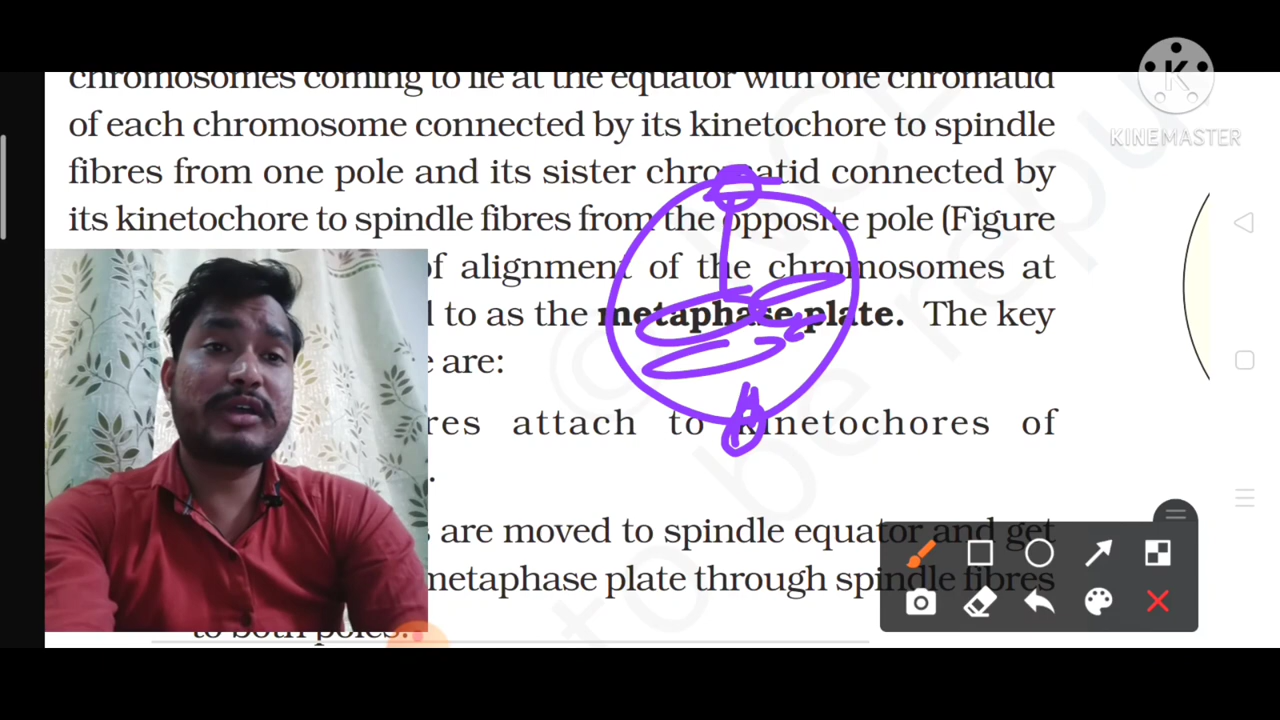 chromosomes coming to lie at the equator with one chromatid
of each chromosome connected by its kinetochore to spindle
fibres from one pole and its sister chromatid connected by
its kinetochore to spindle fibres from the opposite pole (Figure
of alignment of the chromosomes at
to as the metaphase plate. The key
are:
attach to kinetochores of
are moved to spindle equator and get
metaphase plate through spindle fibres
to both poles.
KINEMASTER